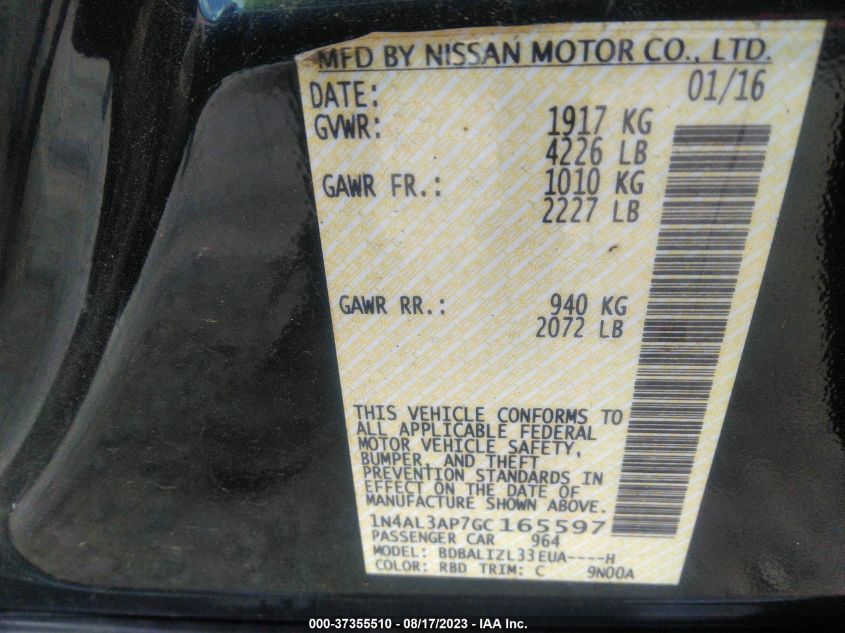 MFD BY NISSAN MOTOR CO., LTD.
DATE: 01/16
GVWR: 1917 KG
4226 LB
GAWR FR.: 1010 KG
2227 LB
GAWR RR.: 940 KG
2072 LB
THIS VEHICLE CONFORMS TO
ALL APPLICABLE FEDERAL
MOTOR VEHICLE SAFETY,
BUMPER, AND THEFT
PREVENTION STANDARDS IN
EFFECT ON THE DATE OF
MANUFACTURE SHOWN ABOVE.
1N4AL3AP7GC165597
PASSENGER CAR 964
MODEL: BDBALIZL33EUA----H
COLOR: RBD TRIM: C 9N00A
000-37355510 - 08/17/2023 - IAA Inc.